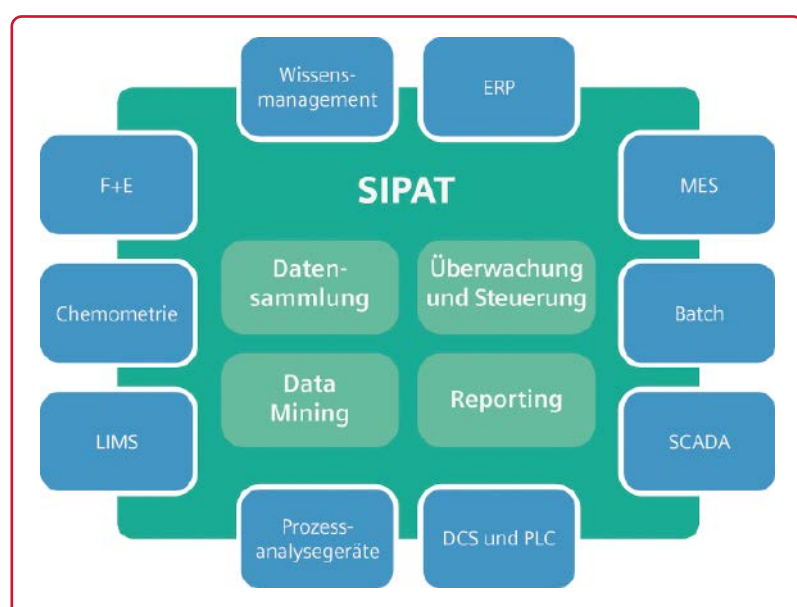 Wissens-
management
ERP
F+E
SIPAT
MES
Daten-
sammlung
Überwachung
und Steuerung
Chemometrie
Batch
Data
Mining
Reporting
LIMS
SCADA
Prozess-
analysegeräte
DCS und PLC